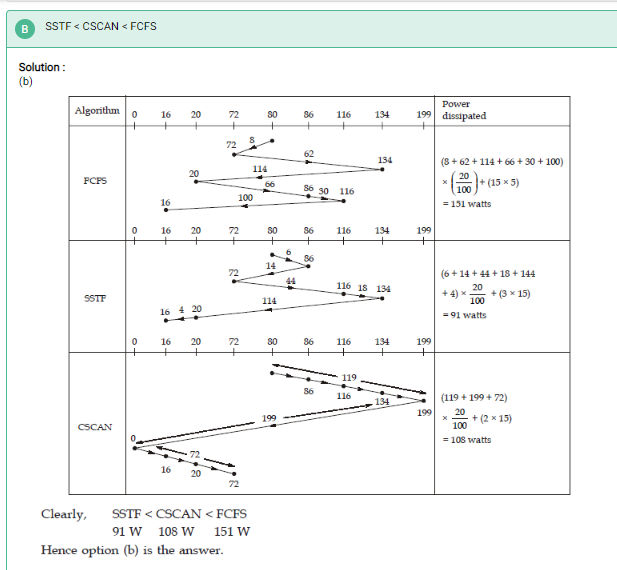 B SSTF < CSCAN < FCFS
Solution :
(b)
Algorithm 0 16 20 72 80 86 116 134 199 Power dissipated
FCFS
8
72
62
134
114
20
66
86 30 116
100
16
(8 + 62 + 114 + 66 + 30 + 100)
× (20/100) + (15 × 5)
= 151 watts
0 16 20 72 80 86 116 134 199
SSTF
6 86
14
72
44
116 18 134
114
16 4 20
(6 + 14 + 44 + 18 + 144
+ 4) × 20/100 + (3 × 15)
= 91 watts
0 16 20 72 80 86 116 134 199
CSCAN
119
86 116 134
199
199
0
72
16 20
72
(119 + 199 + 72)
× 20/100 + (2 × 15)
= 108 watts
Clearly, SSTF < CSCAN < FCFS
91 W 108 W 151 W
Hence option (b) is the answer.